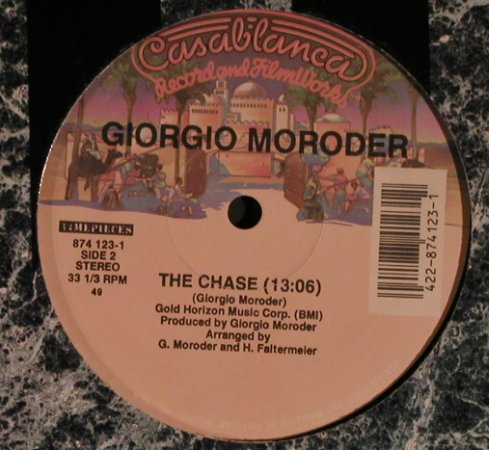 Casablanca
Record and FilmWorks
GIORGIO MORODER
TIMEPIECES
874 123-1
SIDE 2
STEREO
33 1/3 RPM
49
THE CHASE (13:06)
(Giorgio Moroder)
Gold Horizon Music Corp. (BMI)
Produced by Giorgio Moroder
Arranged by
G. Moroder and H. Faltermeier
422-874123-1